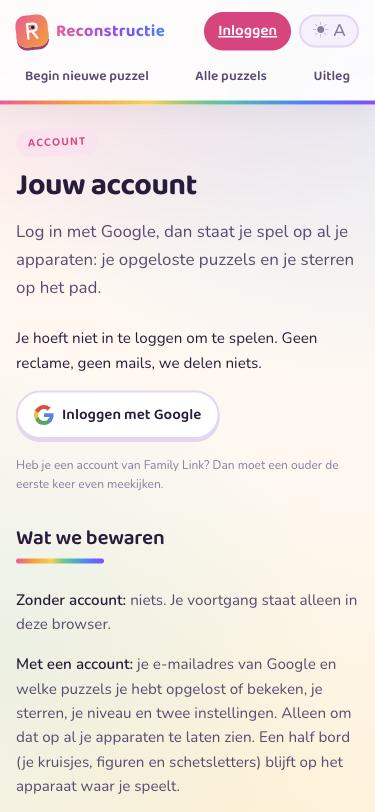 R Reconstructie Inloggen A
Begin nieuwe puzzel Alle puzzels Uitleg
ACCOUNT
Jouw account
Log in met Google, dan staat je spel op al je
apparaten: je opgeloste puzzels en je sterren
op het pad.
Je hoeft niet in te loggen om te spelen. Geen
reclame, geen mails, we delen niets.
Inloggen met Google
Heb je een account van Family Link? Dan moet een ouder de
eerste keer even meekijken.
Wat we bewaren
Zonder account: niets. Je voortgang staat alleen in
deze browser.
Met een account: je e-mailadres van Google en
welke puzzels je hebt opgelost of bekeken, je
sterren, je niveau en twee instellingen. Alleen om
dat op al je apparaten te laten zien. Een half bord
(je kruisjes, figuren en schetsletters) blijft op het
apparaat waar je speelt.